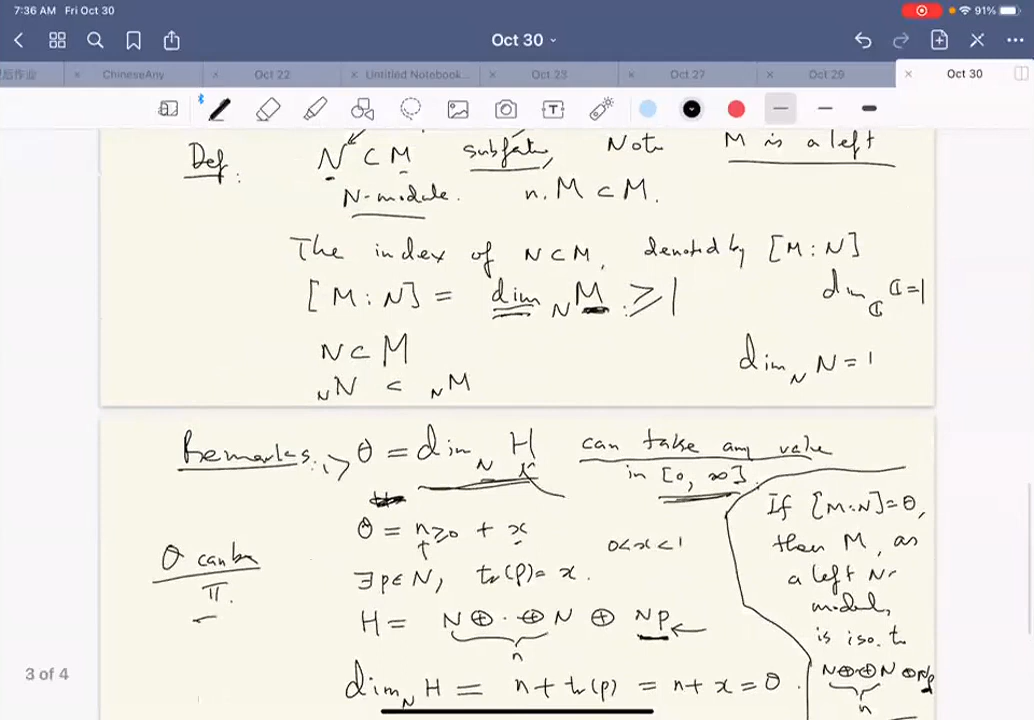 7:36 AM Fri Oct 30
91%
Oct 30
ChineseAny
Oct 22
Untitled Notebook...
Oct 23
Oct 27
Oct 29
Oct 30
Def: N ⊂ M subfactor, Note M is a left
N-module. n.M ⊂ M.
The index of N ⊂ M, denoted by [M:N]
[M:N] = dim_N M ≥ 1
dim_ℂ ℂ = 1
N ⊂ M
dim_N N = 1
_N N ⊂ _N M
Remarks: 1) θ = dim_N H can take any value
in [0, ∞].
θ = n≥0 + x
0<x<1
∃p∈N, tr(p)=x.
H = N⊕..⊕N ⊕ Np
n
dim_N H = n + tr(p) = n+x = θ.
θ can be
π.
If [M:N]=θ,
then M, as
a left N-
module,
is iso. to
N⊕..⊕N ⊕Np
n
3 of 4